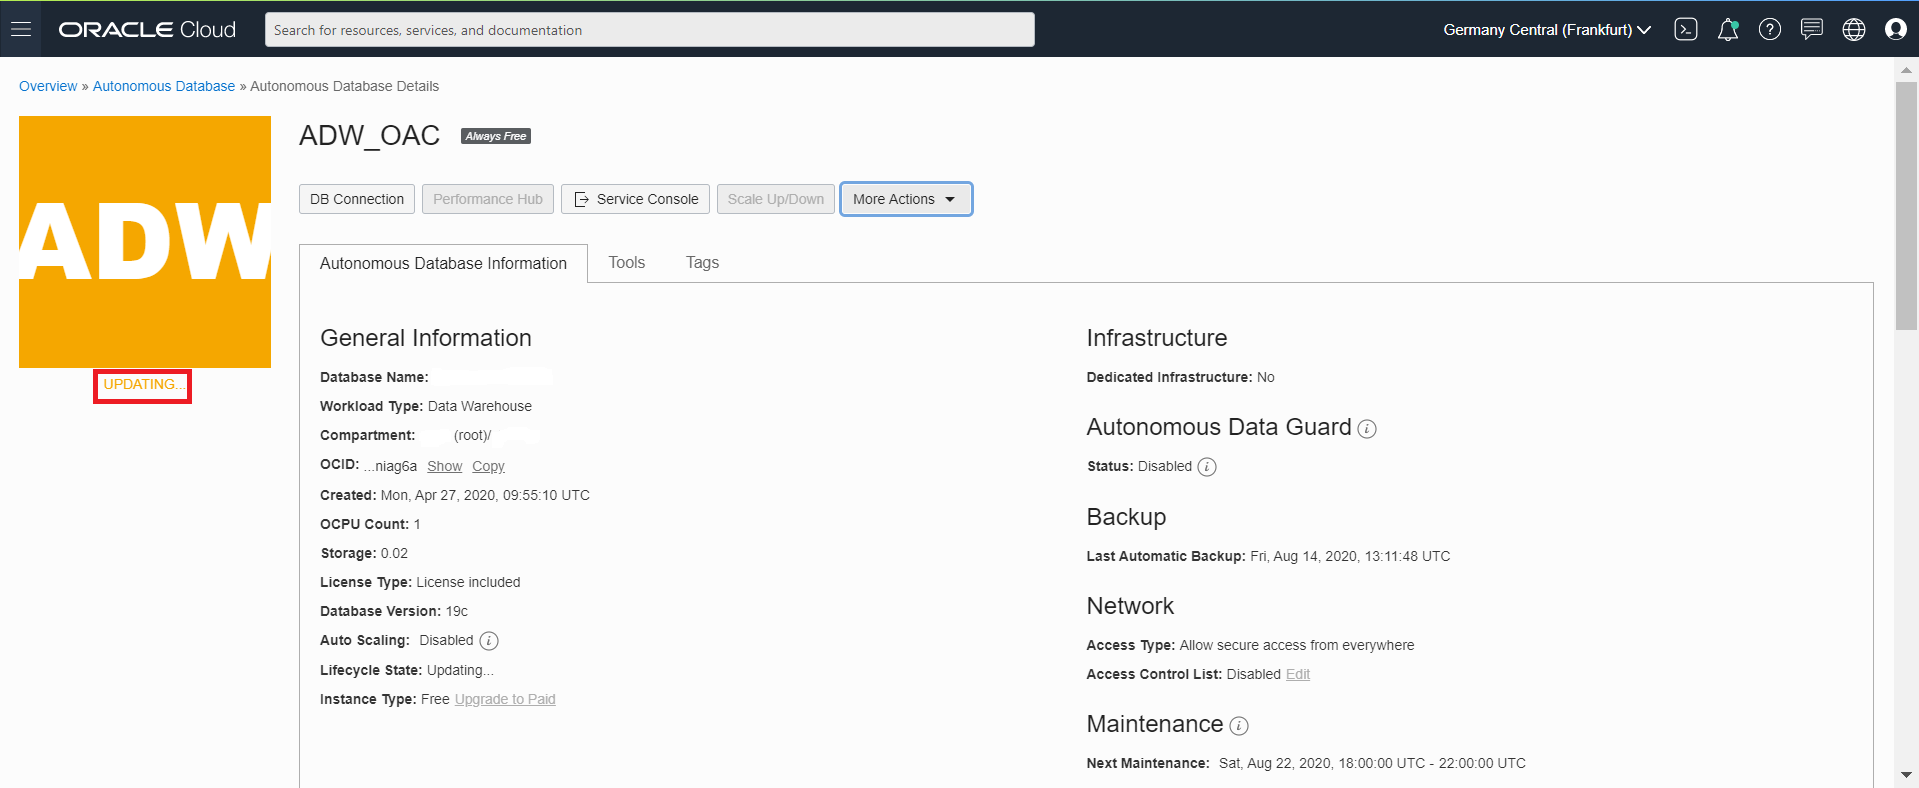 ORACLE Cloud
Search for resources, services, and documentation
Germany Central (Frankfurt)
Overview » Autonomous Database » Autonomous Database Details
ADW
UPDATING...
ADW_OAC Always Free
DB Connection Performance Hub Service Console Scale Up/Down More Actions
Autonomous Database Information Tools Tags
General Information
Database Name:
Workload Type: Data Warehouse
Compartment: (root)/
OCID: ...niag6a Show Copy
Created: Mon, Apr 27, 2020, 09:55:10 UTC
OCPU Count: 1
Storage: 0.02
License Type: License included
Database Version: 19c
Auto Scaling: Disabled
Lifecycle State: Updating...
Instance Type: Free Upgrade to Paid
Infrastructure
Dedicated Infrastructure: No
Autonomous Data Guard
Status: Disabled
Backup
Last Automatic Backup: Fri, Aug 14, 2020, 13:11:48 UTC
Network
Access Type: Allow secure access from everywhere
Access Control List: Disabled Edit
Maintenance
Next Maintenance: Sat, Aug 22, 2020, 18:00:00 UTC - 22:00:00 UTC